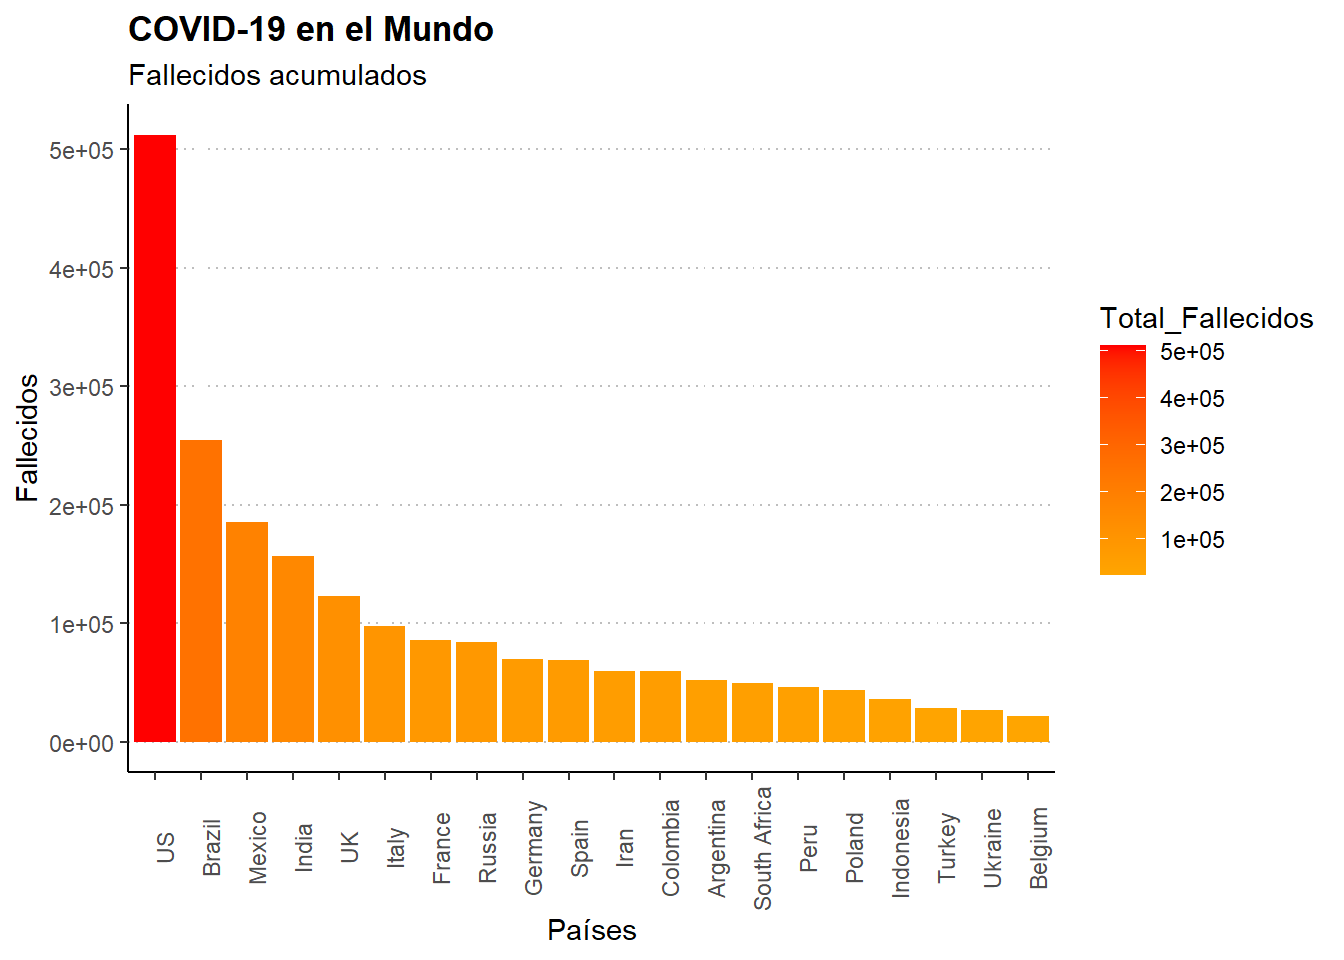 COVID-19 en el Mundo
Fallecidos acumulados
Fallecidos
5e+05
4e+05
3e+05
2e+05
1e+05
0e+00
US
Brazil
Mexico
India
UK
Italy
France
Russia
Germany
Spain
Iran
Colombia
Argentina
South Africa
Peru
Poland
Indonesia
Turkey
Ukraine
Belgium
Países
Total_Fallecidos
5e+05
4e+05
3e+05
2e+05
1e+05